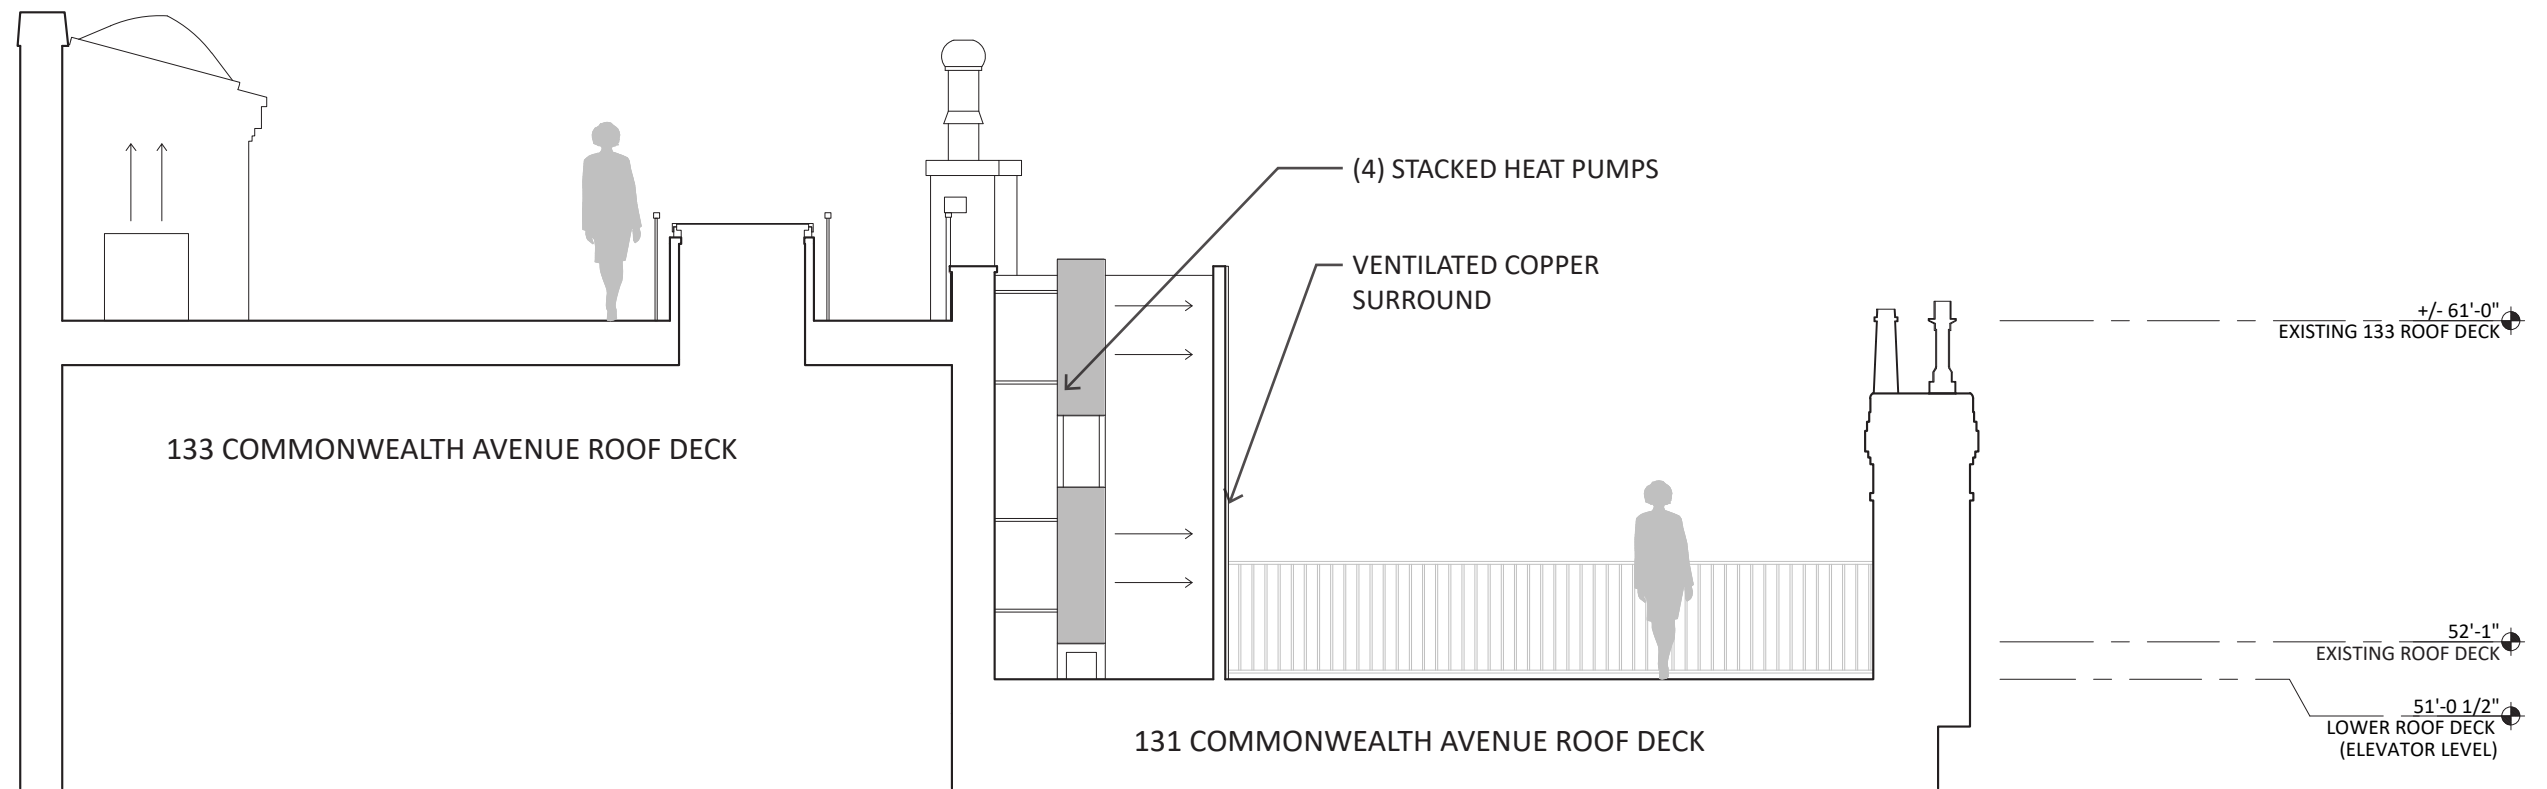 (4) STACKED HEAT PUMPS
VENTILATED COPPER
SURROUND
+/- 61'-0"
EXISTING 133 ROOF DECK
133 COMMONWEALTH AVENUE ROOF DECK
52'-1"
EXISTING ROOF DECK
51'-0 1/2"
LOWER ROOF DECK
(ELEVATOR LEVEL)
131 COMMONWEALTH AVENUE ROOF DECK